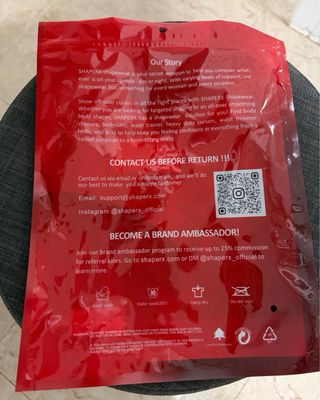 Our Story
SHAPERX shapewear is your secret weapon to help you conquer what-
ever is on your agenda - day or night. With varying levels of support, our
shapewear has something for every woman and every occasion.
Show off your curves in all the right places with SHAPERX Shapewear.
Whether you are looking for targeted shaping or an all-over smoothing
body shaper, SHAPERX has a shapewear solution for you! Find body
shapers, bodysuits, waist trainer, heavy duty corsets, waist trimmer
belts, and bras to help keep you feeling confident in everything from a
casual jumpsuit to a form-fitting dress.
CONTACT US BEFORE RETURN !!!
Contact us via email or on Instagram, and we'll do
our best to make you a happy customer:
Email: support@shaperx.com
Instagram @shaperx_official
BECOME A BRAND AMBASSADOR!
Join our brand ambassador program to receive up to 25% commission
for referral sales. Go to shaperx.com or DM @shaperx_official to
learn more.
Hand wash
Hang dry
Do not iron